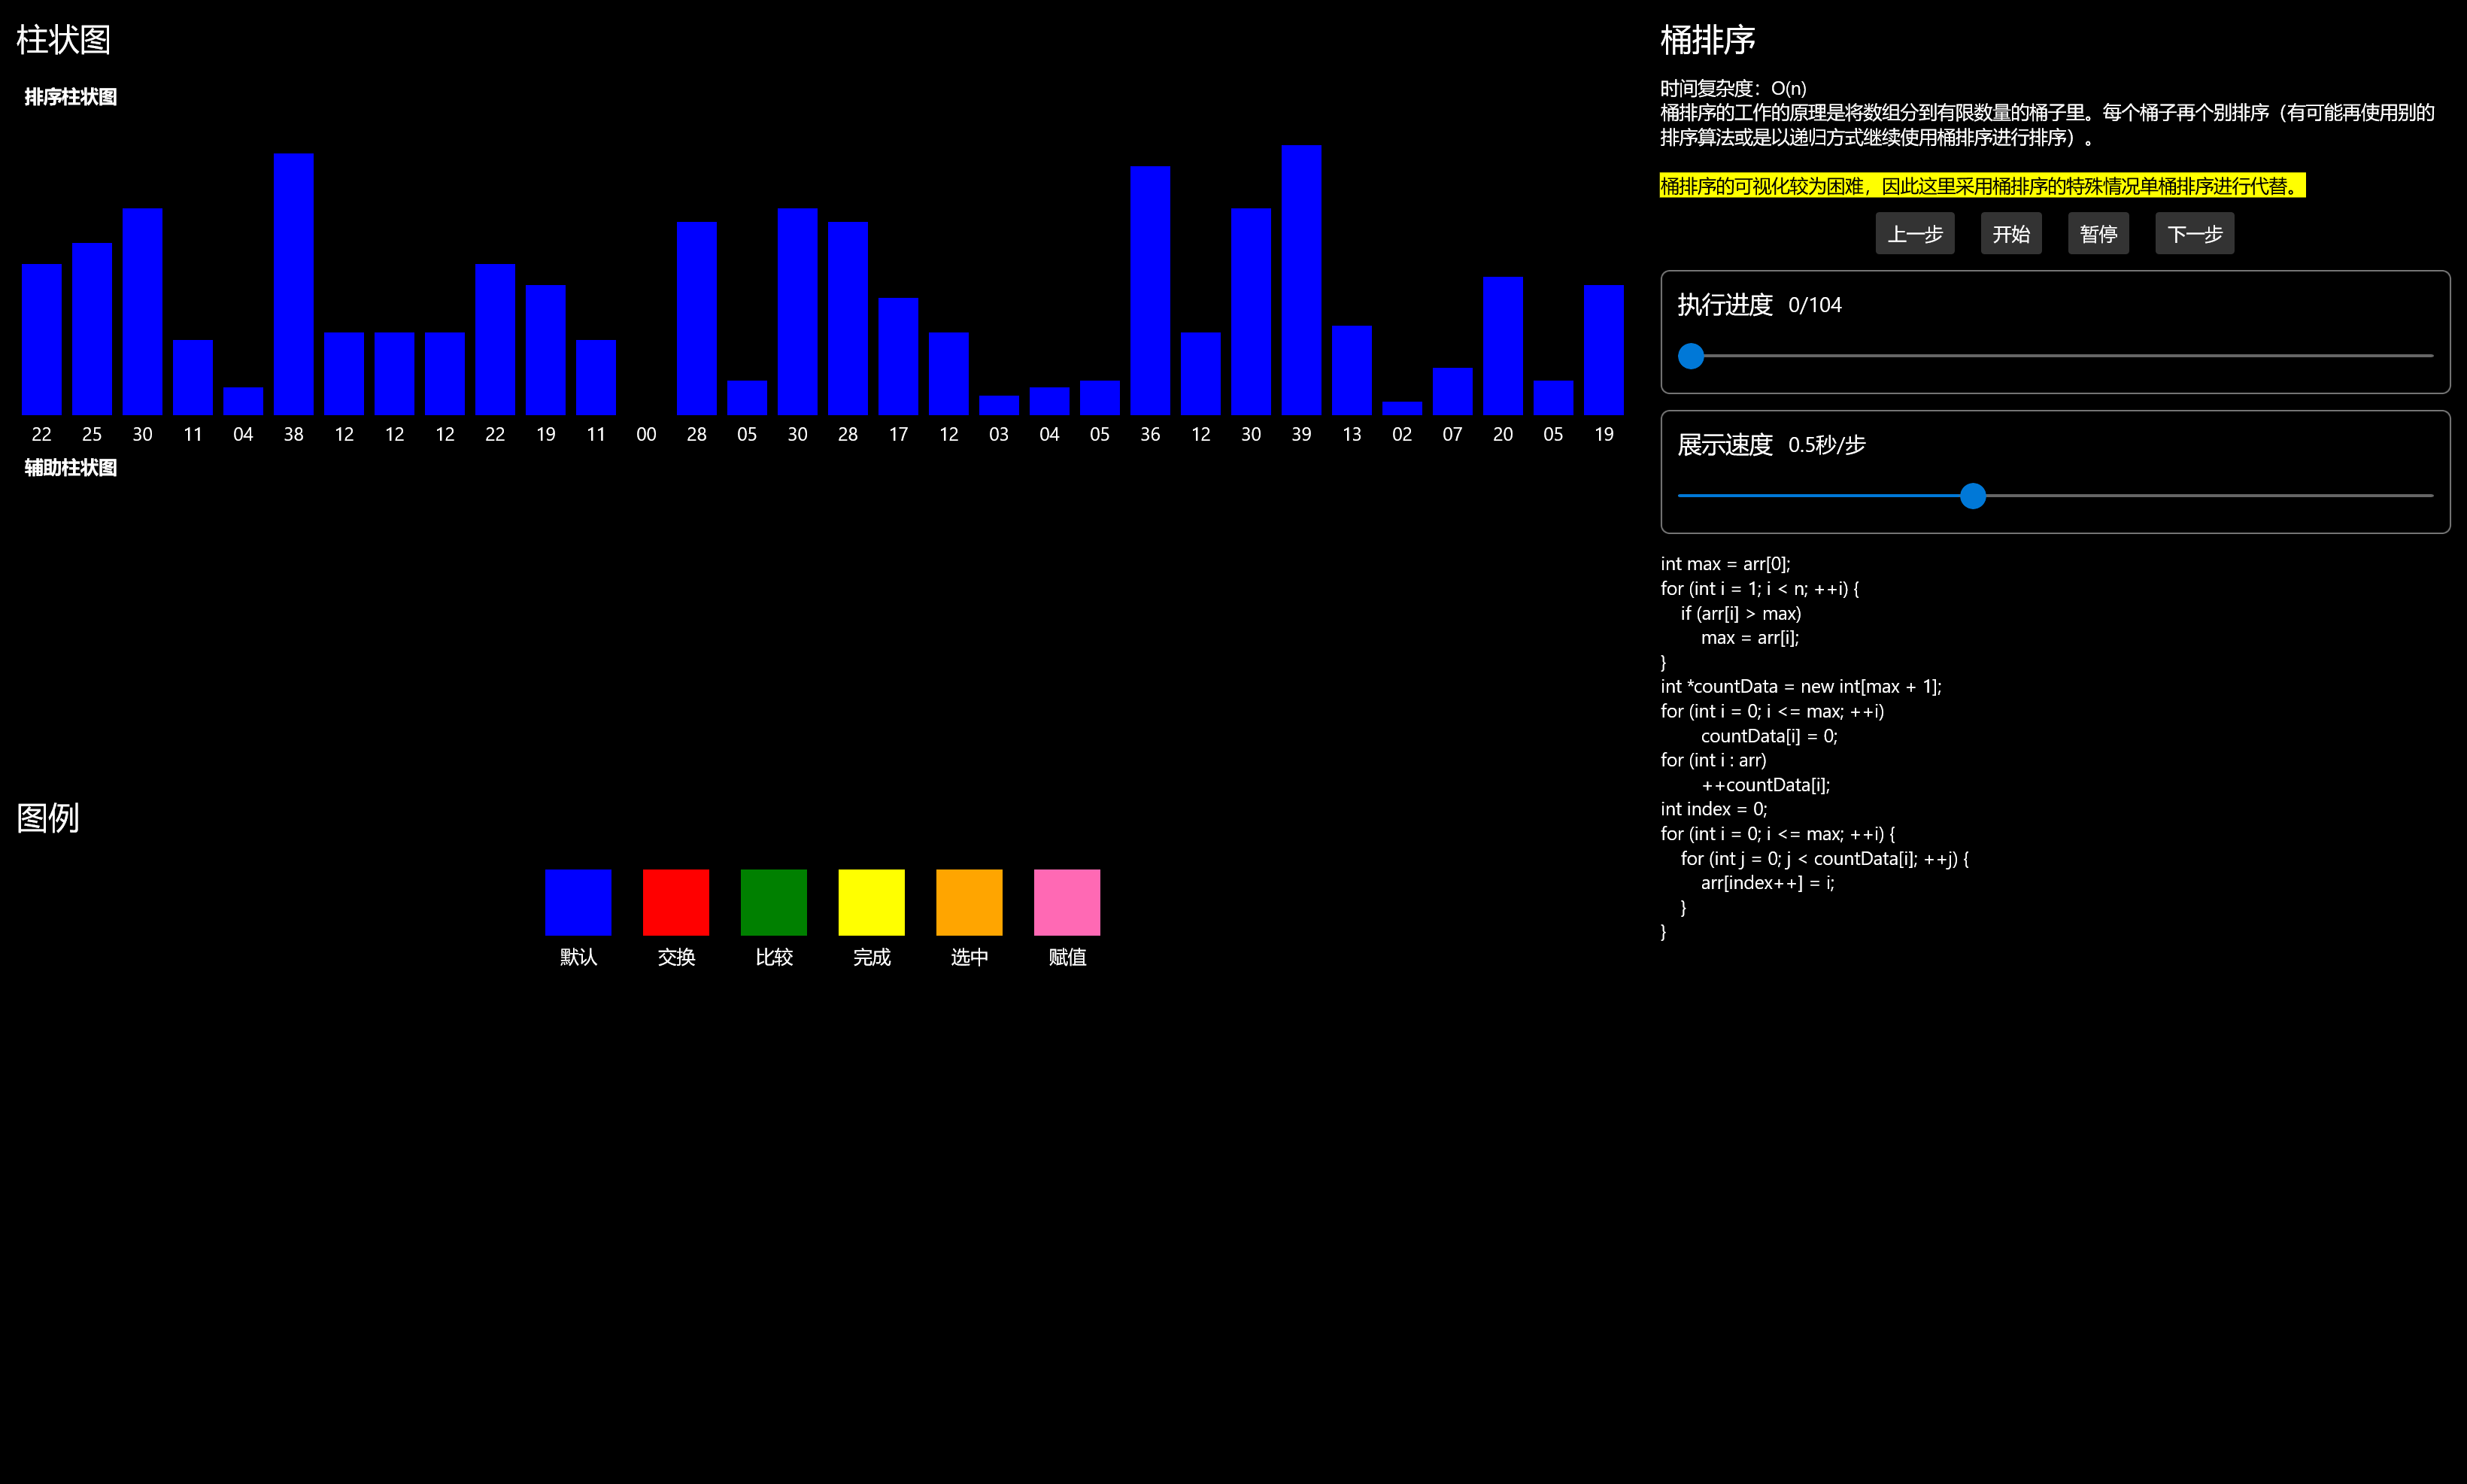 柱状图
排序柱状图
22 25 30 11 04 38 12 12 12 22 19 11 00 28 05 30 28 17 12 03 04 05 36 12 30 39 13 02 07 20 05 19
辅助柱状图
图例
默认 交换 比较 完成 选中 赋值
桶排序
时间复杂度：O(n)
桶排序的工作的原理是将数组分到有限数量的桶子里。每个桶子再个别排序（有可能再使用别的
排序算法或是以递归方式继续使用桶排序进行排序）。
桶排序的可视化较为困难，因此这里采用桶排序的特殊情况单桶排序进行代替。
上一步 开始 暂停 下一步
执行进度 0/104
展示速度 0.5秒/步
int max = arr[0];
for (int i = 1; i < n; ++i) {
    if (arr[i] > max)
        max = arr[i];
}
int *countData = new int[max + 1];
for (int i = 0; i <= max; ++i)
        countData[i] = 0;
for (int i : arr)
        ++countData[i];
int index = 0;
for (int i = 0; i <= max; ++i) {
    for (int j = 0; j < countData[i]; ++j) {
        arr[index++] = i;
    }
}